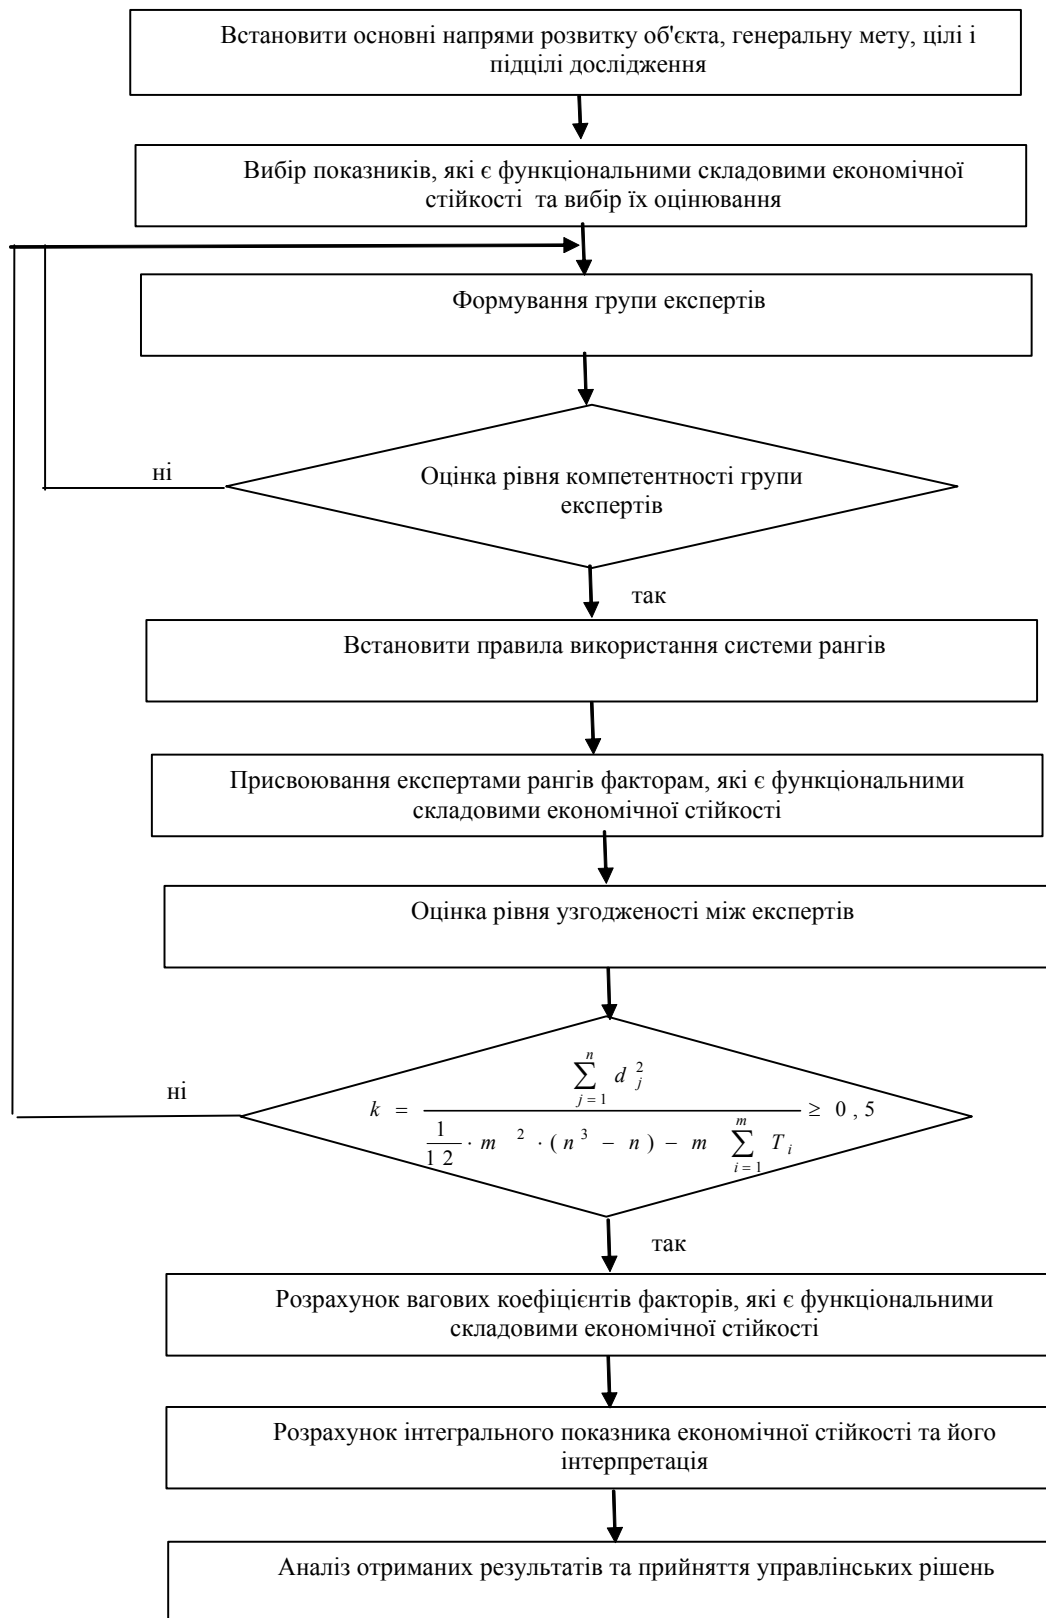 Встановити основні напрями розвитку об'єкта, генеральну мету, цілі і
підцілі дослідження
Вибір показників, які є функціональними складовими економічної
стійкості та вибір їх оцінювання
Формування групи експертів
ні
Оцінка рівня компетентності групи
експертів
так
Встановити правила використання системи рангів
Присвоювання експертами рангів факторам, які є функціональними
складовими економічної стійкості
Оцінка рівня узгодженості між експертів
ні
k = \frac{\sum_{j=1}^{n} d_j^2}{\frac{1}{12} · m^2 · (n^3 − n) − m \sum_{i=1}^{m} T_i} ≥ 0,5
так
Розрахунок вагових коефіцієнтів факторів, які є функціональними
складовими економічної стійкості
Розрахунок інтегрального показника економічної стійкості та його
інтерпретація
Аналіз отриманих результатів та прийняття управлінських рішень